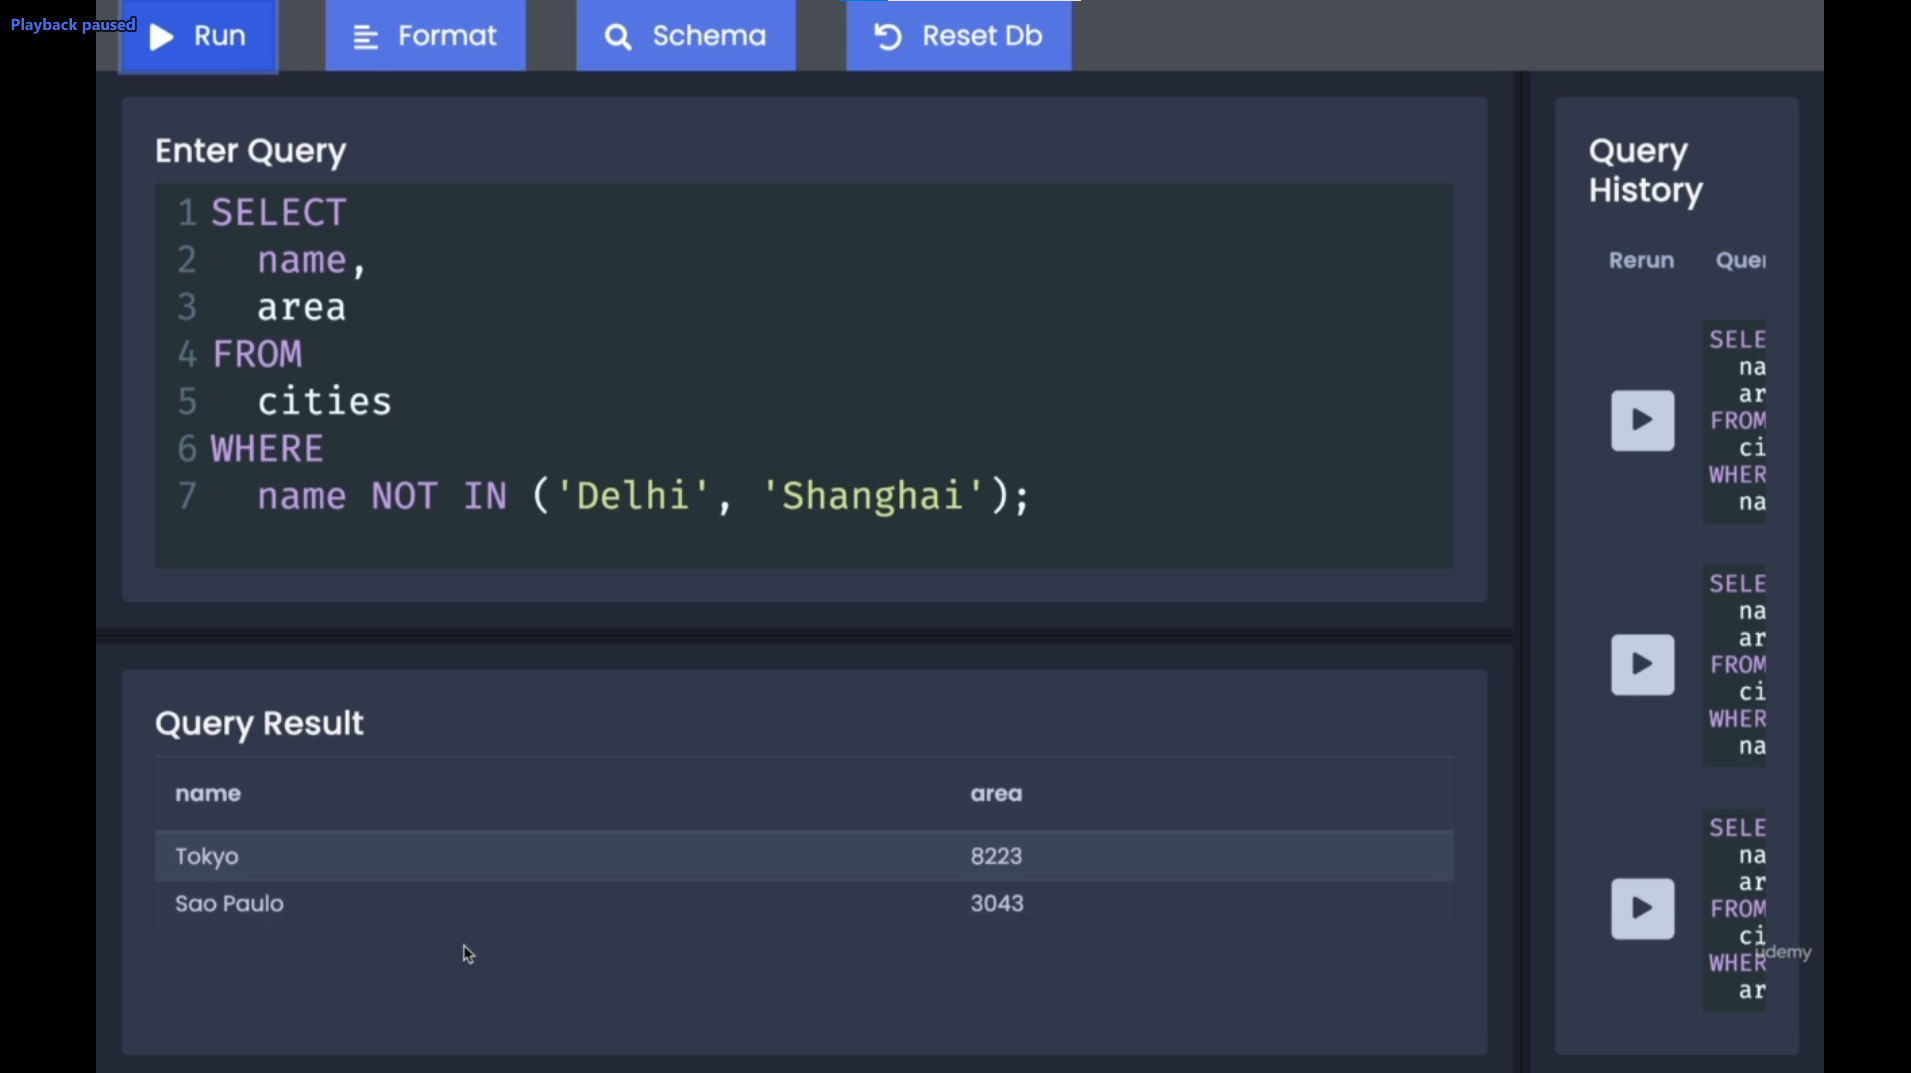 Playback paused
Run
Format
Schema
Reset Db
Enter Query
1 SELECT
2 name,
3 area
4 FROM
5 cities
6 WHERE
7 name NOT IN ('Delhi', 'Shanghai');
Query Result
name area
Tokyo 8223
Sao Paulo 3043
Query
History
Rerun Quer
SELE
na
ar
FROM
ci
WHER
na
SELE
na
ar
FROM
ci
WHER
na
SELE
na
ar
FROM
ci
WHER
ar
udemy